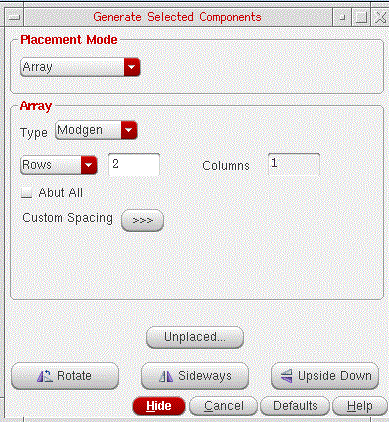 Generate Selected Components
Placement Mode
Array
Array
Type Modgen
Rows 2 Columns 1
Abut All
Custom Spacing >>>
Unplaced...
Rotate Sideways Upside Down
Hide Cancel Defaults Help